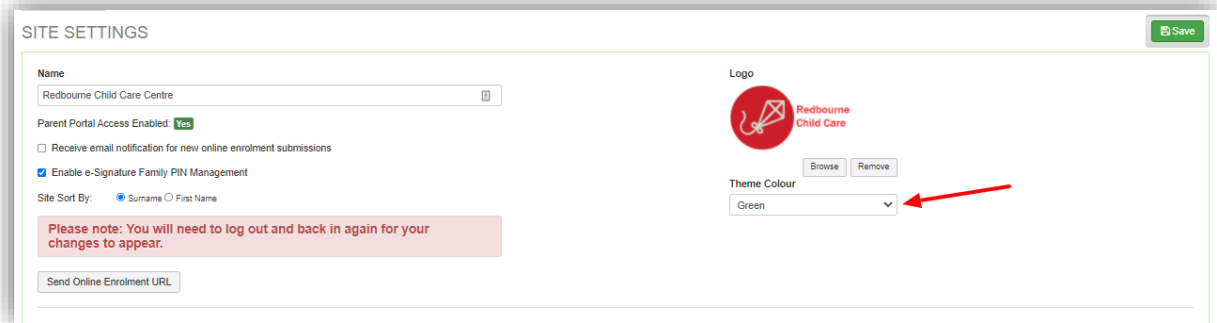 SITE SETTINGS
Save
Name
Redbourne Child Care Centre
Parent Portal Access Enabled: Yes
Receive email notification for new online enrolment submissions
Enable e-Signature Family PIN Management
Site Sort By: Surname First Name
Please note: You will need to log out and back in again for your
changes to appear.
Send Online Enrolment URL
Logo
Redbourne
Child Care
Browse Remove
Theme Colour
Green